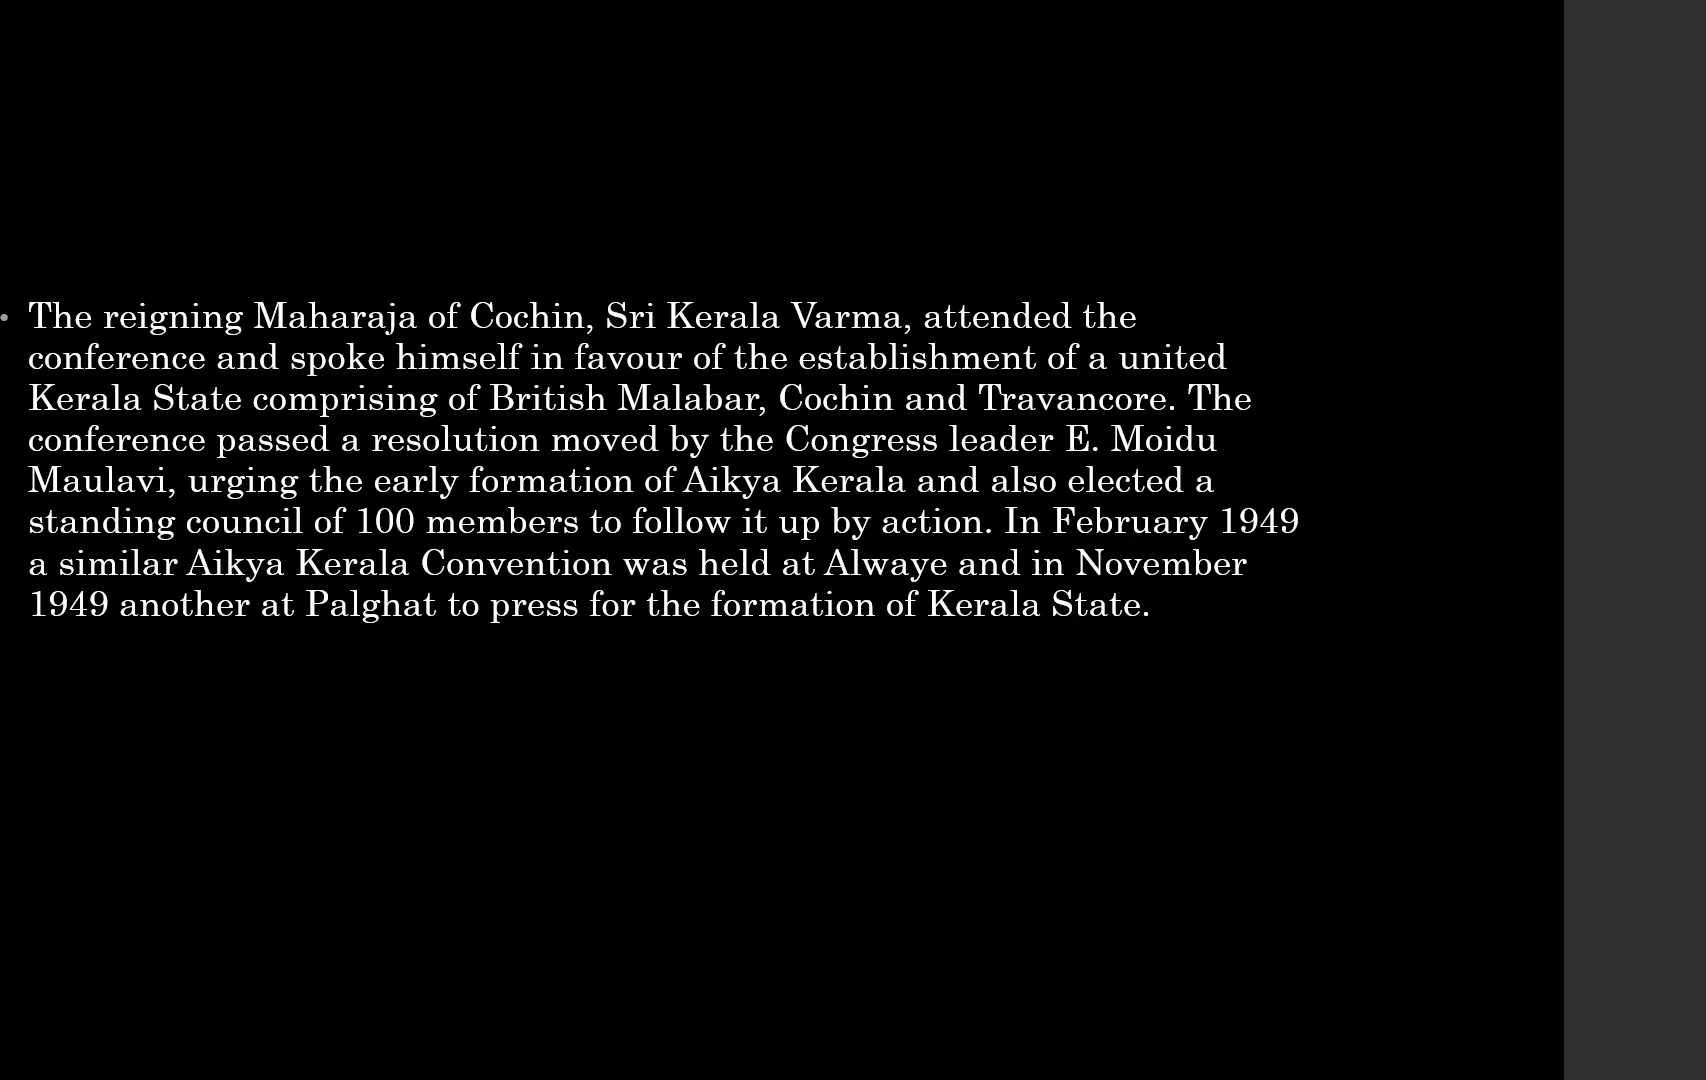 • The reigning Maharaja of Cochin, Sri Kerala Varma, attended the
conference and spoke himself in favour of the establishment of a united
Kerala State comprising of British Malabar, Cochin and Travancore. The
conference passed a resolution moved by the Congress leader E. Moidu
Maulavi, urging the early formation of Aikya Kerala and also elected a
standing council of 100 members to follow it up by action. In February 1949
a similar Aikya Kerala Convention was held at Alwaye and in November
1949 another at Palghat to press for the formation of Kerala State.